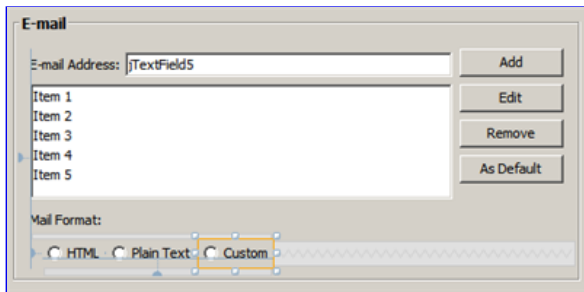 E-mail
E-mail Address: jTextField5 Add
Item 1 Edit
Item 2
Item 3 Remove
Item 4
Item 5 As Default
Mail Format:
HTML Plain Text Custom